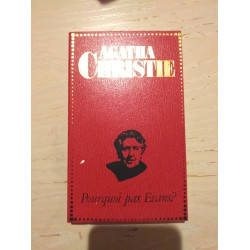 AGATHA
CHRISTIE
Pourquoi pas Evans?